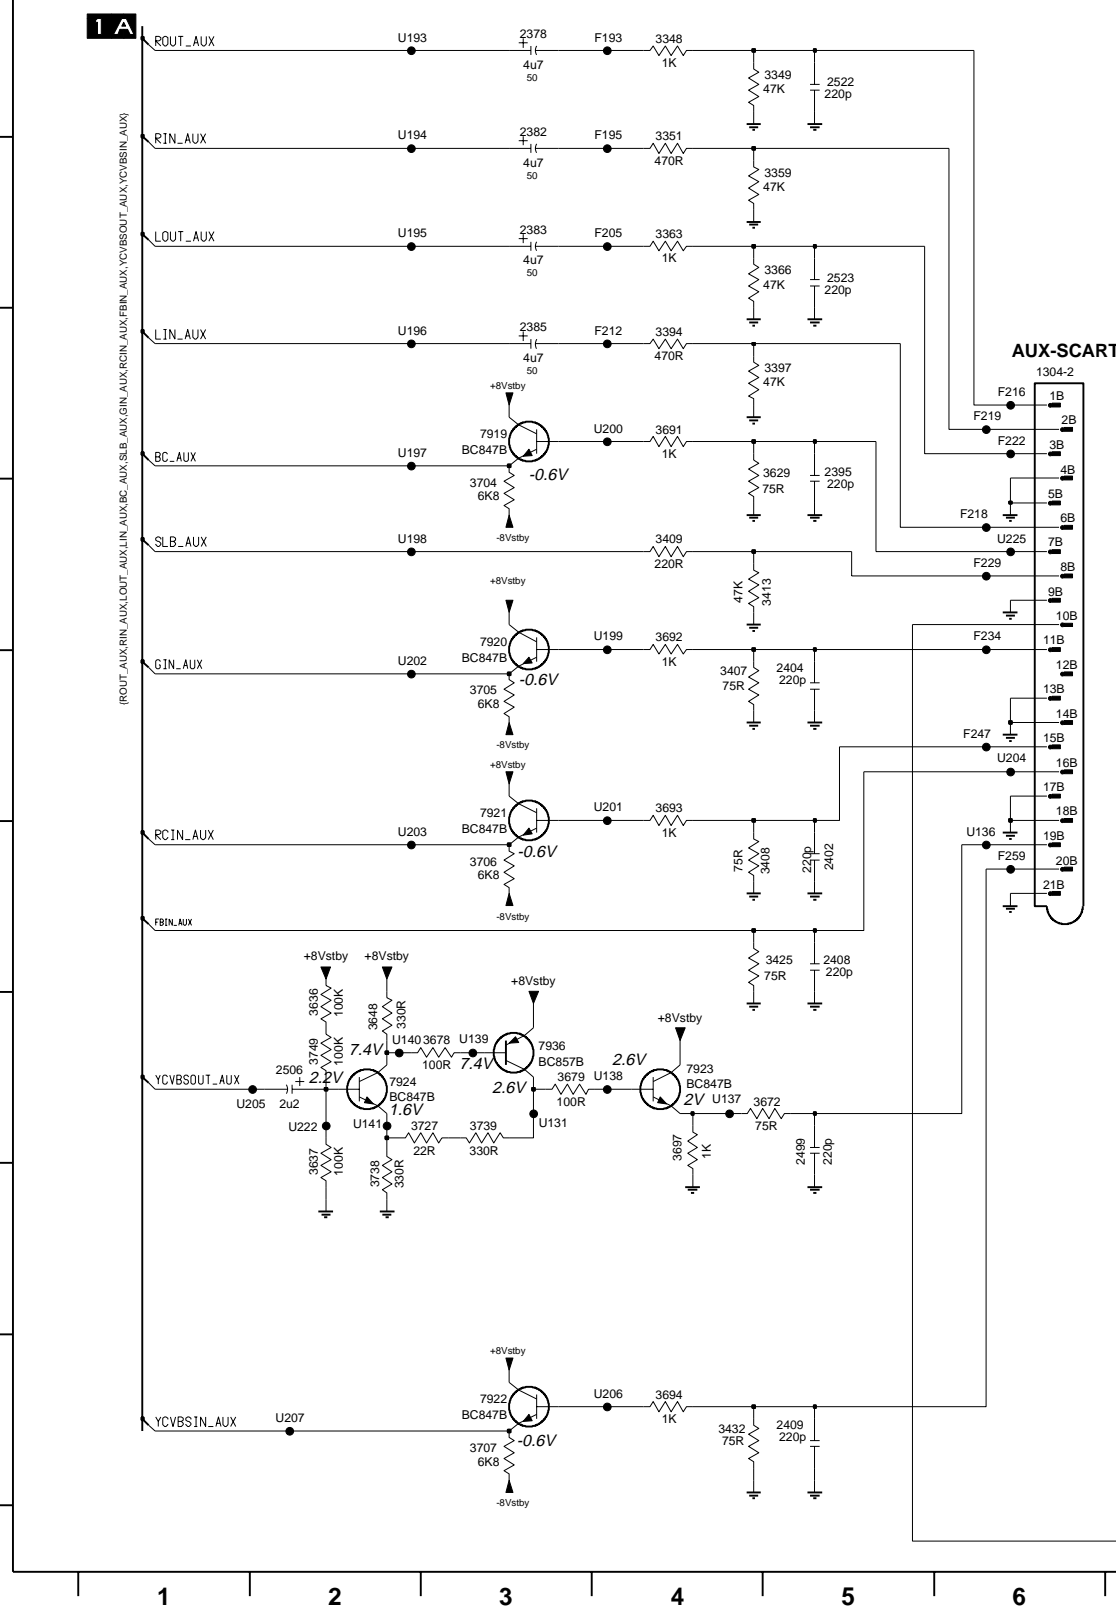 1 A
ROUT_AUX U193 2378 F193 3348
+ 4u7 50 1K
3349 47K 2522 220p
(ROUT_AUX,RIN_AUX,LOUT_AUX,LIN_AUX,BC_AUX,SLB_AUX,GIN_AUX,RCIN_AUX,FBIN_AUX,YCVBSOUT_AUX,YCVBSIN_AUX)
RIN_AUX U194 2382 F195 3351
+ 4u7 50 470R
3359 47K
LOUT_AUX U195 2383 F205 3363
+ 4u7 50 1K
3366 47K 2523 220p
LIN_AUX U196 2385 F212 3394
+ 4u7 50 470R
3397 47K
AUX-SCART
1304-2
F216 1B
F219 2B
F222 3B
4B
5B
F218 6B
U225 7B
F229 8B
9B
10B
F234 11B
12B
13B
14B
F247 15B
U204 16B
17B
18B
U136 19B
F259 20B
21B
+8Vstby
7919 BC847B U200 3691 1K
BC_AUX U197 -0.6V
3704 6K8 3629 75R 2395 220p
-8Vstby
SLB_AUX U198 3409 220R
47K 3413
+8Vstby
7920 BC847B U199 3692 1K
GIN_AUX U202 -0.6V
3705 6K8 3407 75R 2404 220p
-8Vstby
+8Vstby
7921 BC847B U201 3693 1K
RCIN_AUX U203 -0.6V
3706 6K8 75R 3408 220p 2402
-8Vstby
FBIN_AUX
3425 75R 2408 220p
+8Vstby +8Vstby +8Vstby +8Vstby
3636 100K 3648 330R
3749 100K 7.4V U140 3678 100R U139 7.4V 7936 BC857B
YCVBSOUT_AUX U205 2506 + 2u2 2.2V 7924 BC847B 1.6V
2.6V 3679 100R U138 2.6V 7923 BC847B 2V U137 3672 75R
U222 U141 3727 22R 3739 330R U131
3637 100K 3738 330R 3697 1K 2499 220p
+8Vstby
7922 BC847B U206 3694 1K
YCVBSIN_AUX U207 -0.6V
3707 6K8 3432 75R 2409 220p
-8Vstby
1 2 3 4 5 6